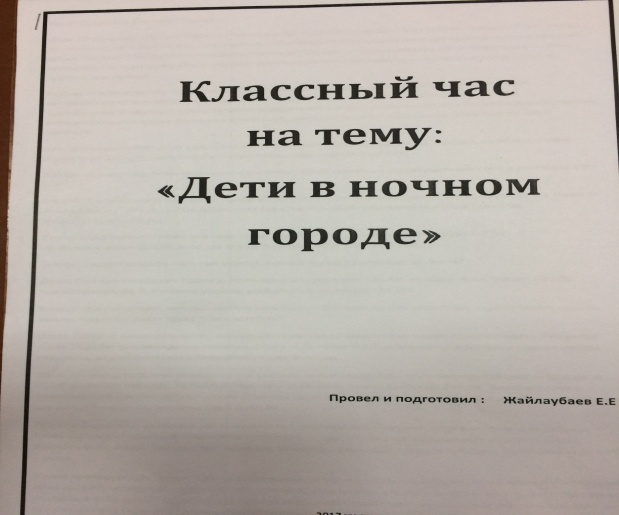 Классный час
на тему:
«Дети в ночном
городе»
Провел и подготовил : Жайлаубаев Е.Е